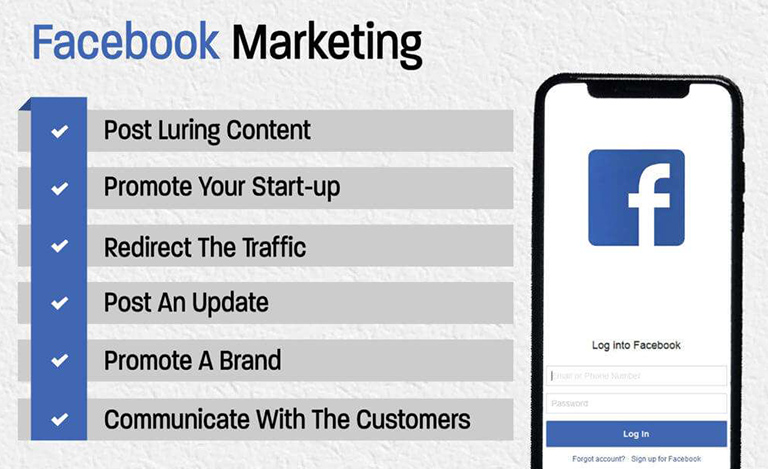 Facebook Marketing
Post Luring Content
Promote Your Start-up
Redirect The Traffic
Post An Update
Promote A Brand
Communicate With The Customers
f
Log into Facebook
Email or Phone Number
Password
Log In
Forgot account? · Sign up for Facebook